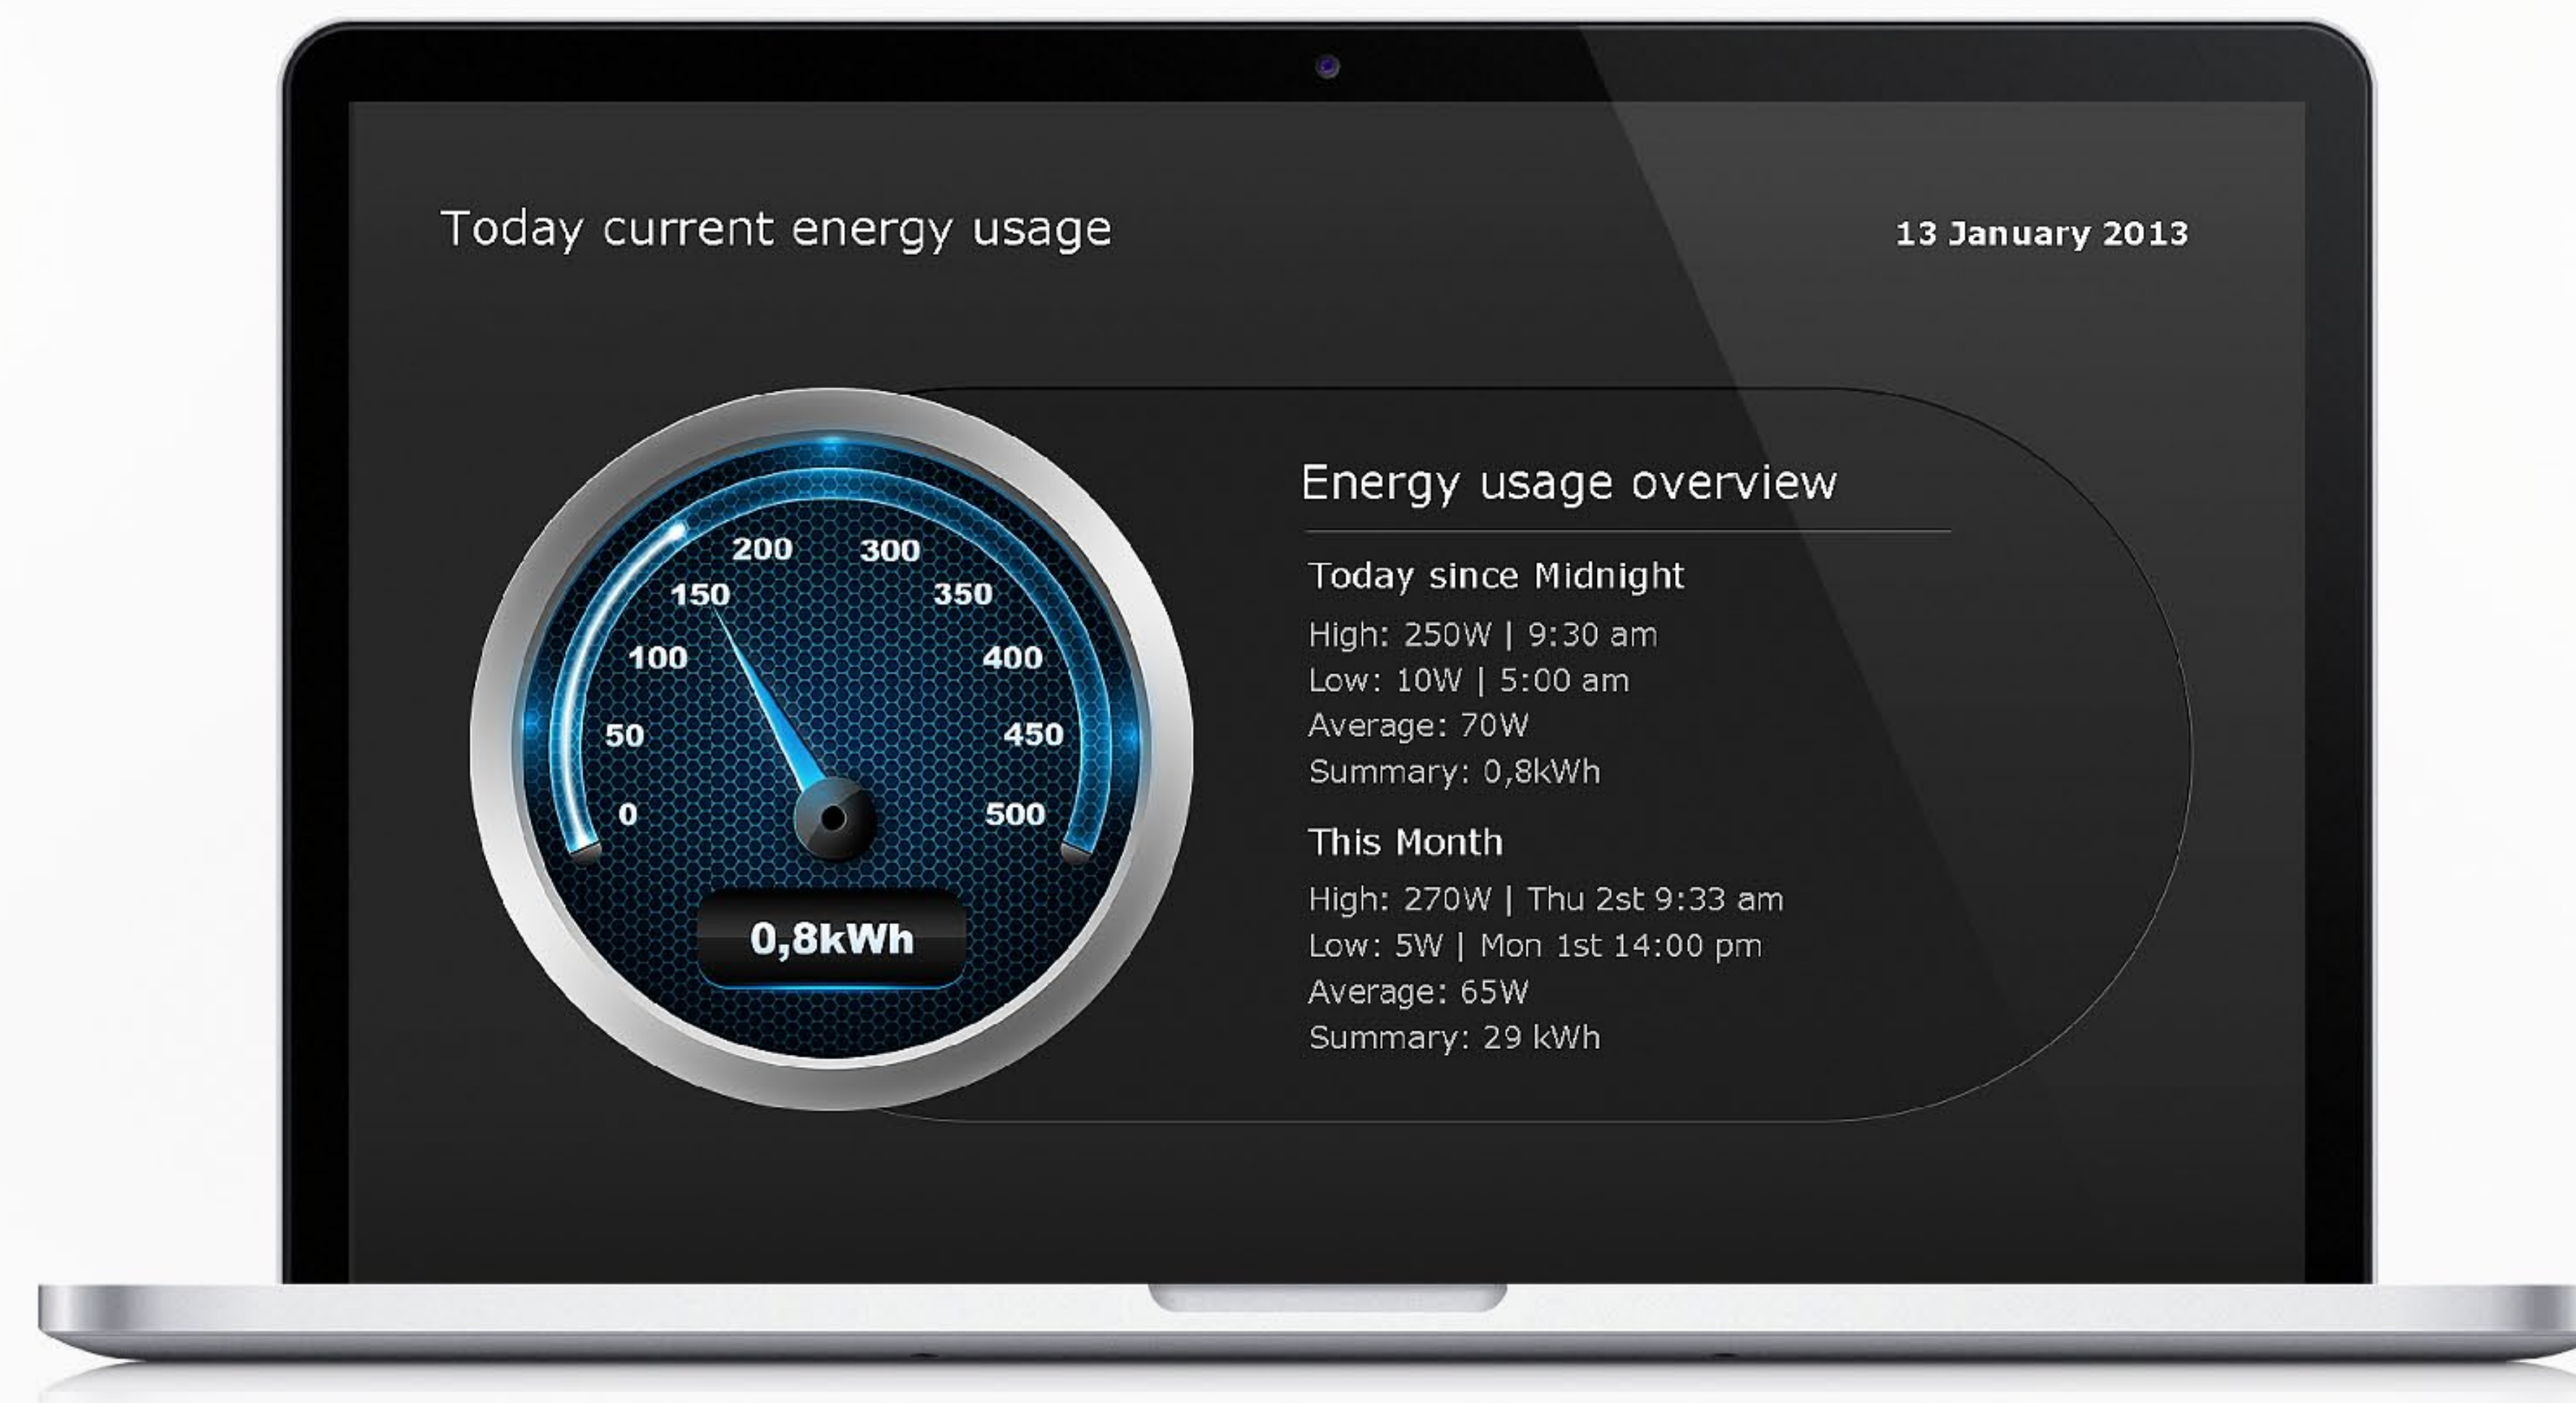 Today current energy usage
13 January 2013
200
300
150
350
100
400
50
450
0
500
0,8kWh
Energy usage overview
Today since Midnight
High: 250W | 9:30 am
Low: 10W | 5:00 am
Average: 70W
Summary: 0,8kWh
This Month
High: 270W | Thu 2st 9:33 am
Low: 5W | Mon 1st 14:00 pm
Average: 65W
Summary: 29 kWh